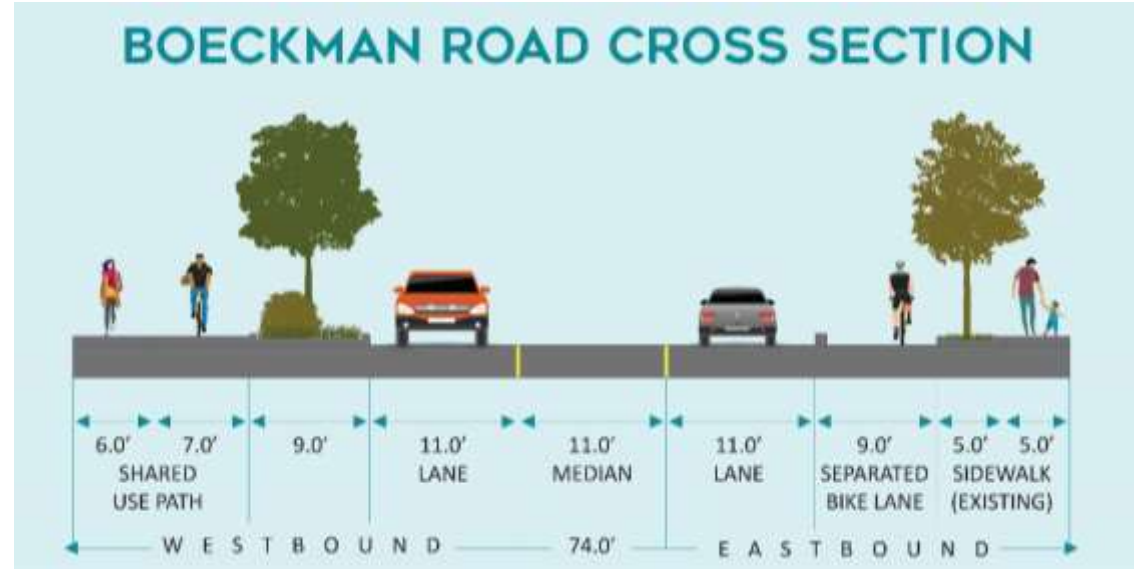 BOECKMAN ROAD CROSS SECTION
6.0' 7.0' 9.0' 11.0' 11.0' 11.0' 9.0' 5.0' 5.0'
SHARED LANE MEDIAN LANE SEPARATED SIDEWALK
USE PATH BIKE LANE (EXISTING)
WESTBOUND 74.0' EASTBOUND